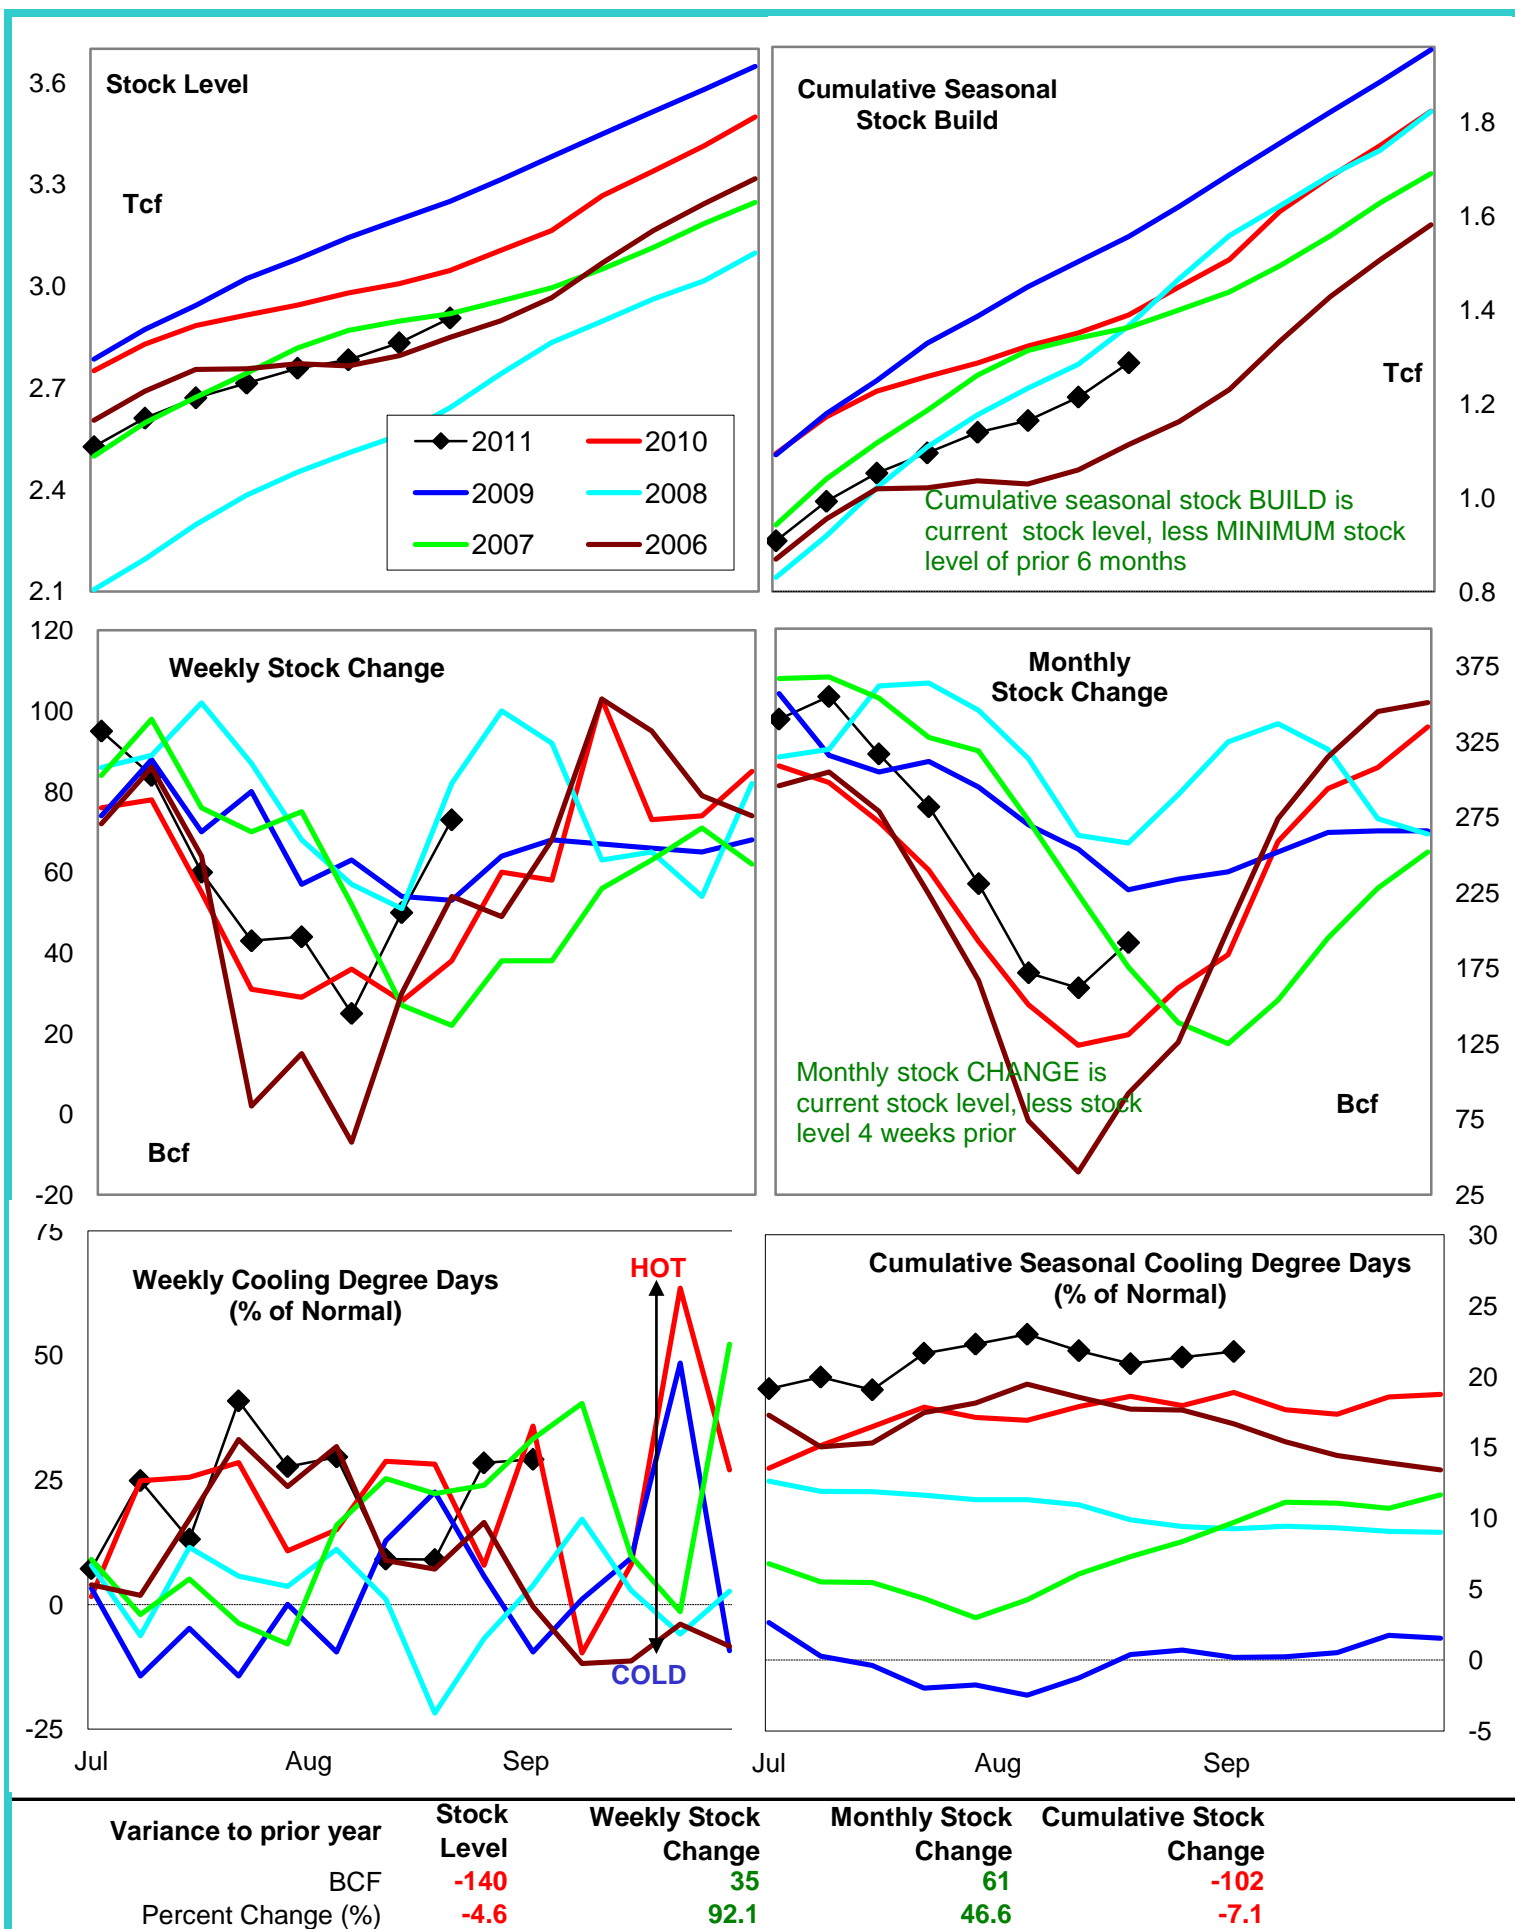 Stock Level
Tcf
3.6
3.3
3.0
2.7
2.4
2.1
2011
2010
2009
2008
2007
2006
Cumulative Seasonal
Stock Build
1.8
1.6
1.4
Tcf
1.2
1.0
0.8
Cumulative seasonal stock BUILD is
current stock level, less MINIMUM stock
level of prior 6 months
Weekly Stock Change
120
100
80
60
40
20
0
-20
Bcf
Monthly
Stock Change
375
325
275
225
175
125
75
25
Monthly stock CHANGE is
current stock level, less stock
level 4 weeks prior
Bcf
Weekly Cooling Degree Days
(% of Normal)
75
50
25
0
-25
HOT
COLD
Jul
Aug
Sep
Cumulative Seasonal Cooling Degree Days
(% of Normal)
30
25
20
15
10
5
0
-5
Jul
Aug
Sep
Variance to prior year
Stock
Level
Weekly Stock
Change
Monthly Stock
Change
Cumulative Stock
Change
BCF -140 35 61 -102
Percent Change (%) -4.6 92.1 46.6 -7.1